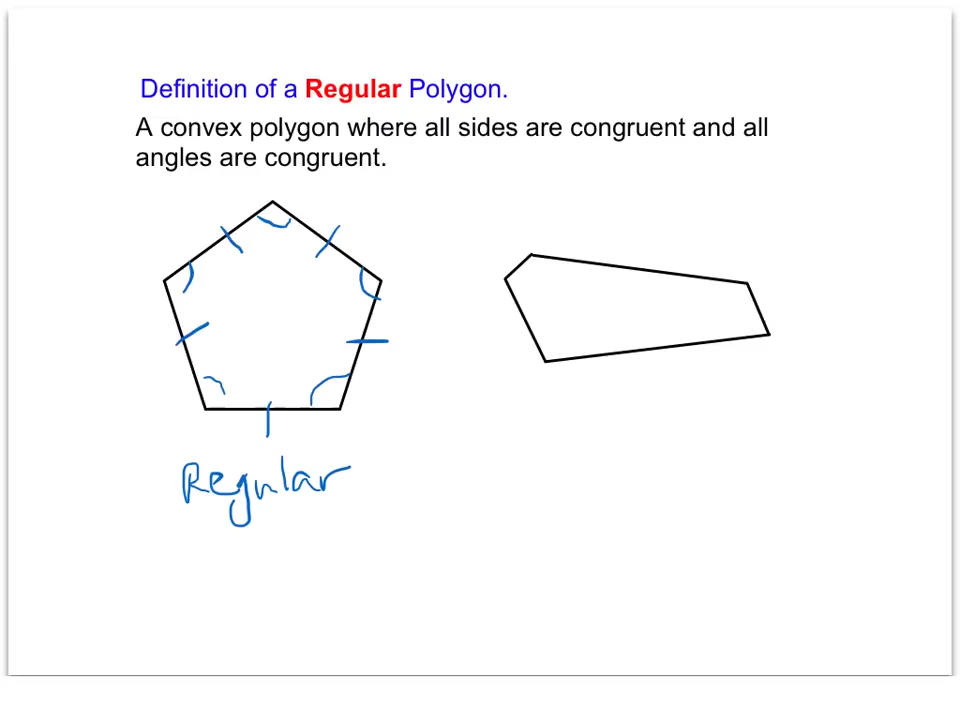 Definition of a Regular Polygon.
A convex polygon where all sides are congruent and all
angles are congruent.
Regular